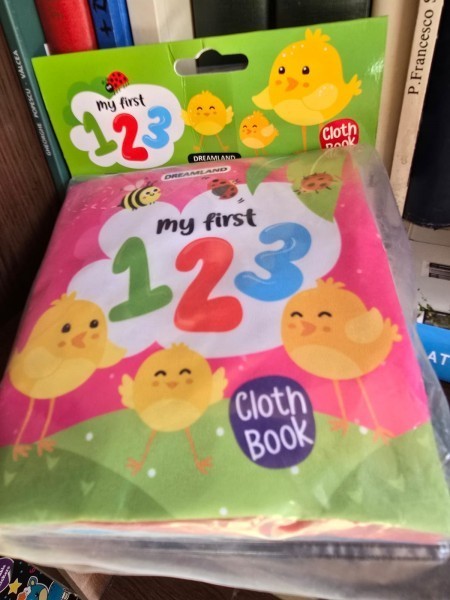 my first
123
Cloth
Book
DREAMLAND
DREAMLAND
my first
123
Cloth
Book
P. Francesco